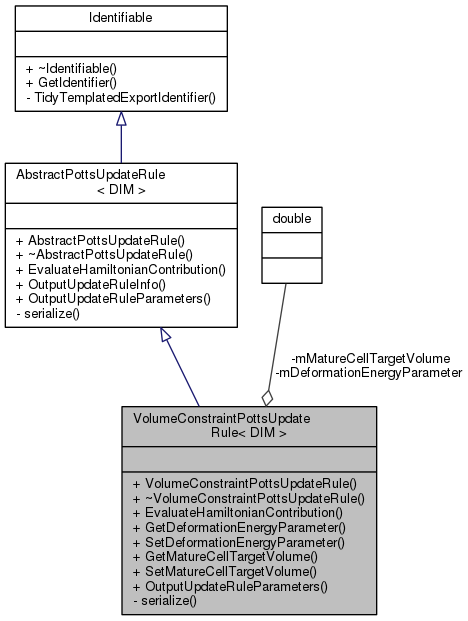 Identifiable
+ ~Identifiable()
+ GetIdentifier()
- TidyTemplatedExportIdentifier()
AbstractPottsUpdateRule
< DIM >
+ AbstractPottsUpdateRule()
+ ~AbstractPottsUpdateRule()
+ EvaluateHamiltonianContribution()
+ OutputUpdateRuleInfo()
+ OutputUpdateRuleParameters()
- serialize()
double
-mMatureCellTargetVolume
-mDeformationEnergyParameter
VolumeConstraintPottsUpdate
Rule< DIM >
+ VolumeConstraintPottsUpdateRule()
+ ~VolumeConstraintPottsUpdateRule()
+ EvaluateHamiltonianContribution()
+ GetDeformationEnergyParameter()
+ SetDeformationEnergyParameter()
+ GetMatureCellTargetVolume()
+ SetMatureCellTargetVolume()
+ OutputUpdateRuleParameters()
- serialize()